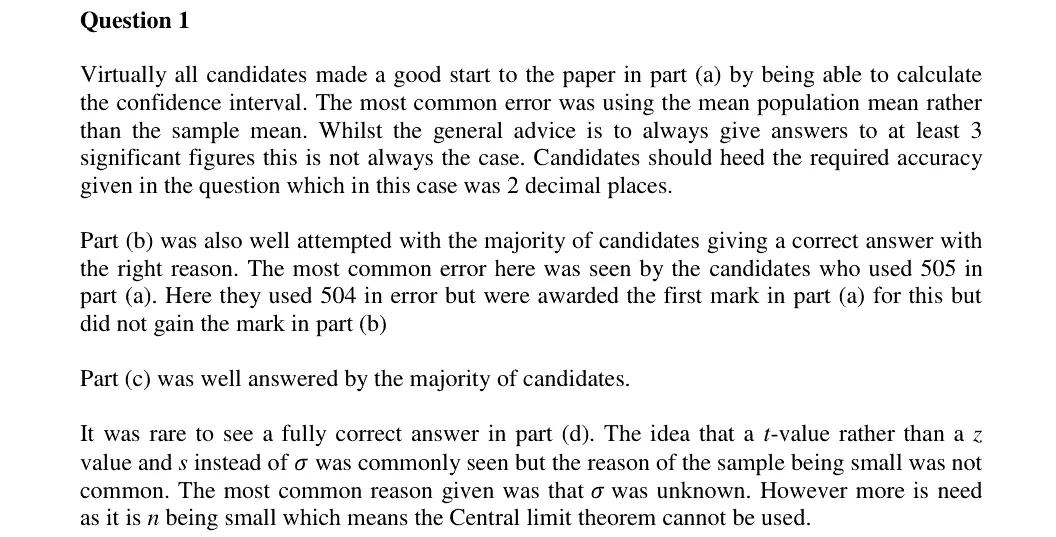 Question 1
Virtually all candidates made a good start to the paper in part (a) by being able to calculate
the confidence interval. The most common error was using the mean population mean rather
than the sample mean. Whilst the general advice is to always give answers to at least 3
significant figures this is not always the case. Candidates should heed the required accuracy
given in the question which in this case was 2 decimal places.
Part (b) was also well attempted with the majority of candidates giving a correct answer with
the right reason. The most common error here was seen by the candidates who used 505 in
part (a). Here they used 504 in error but were awarded the first mark in part (a) for this but
did not gain the mark in part (b)
Part (c) was well answered by the majority of candidates.
It was rare to see a fully correct answer in part (d). The idea that a t-value rather than a z
value and s instead of σ was commonly seen but the reason of the sample being small was not
common. The most common reason given was that σ was unknown. However more is need
as it is n being small which means the Central limit theorem cannot be used.